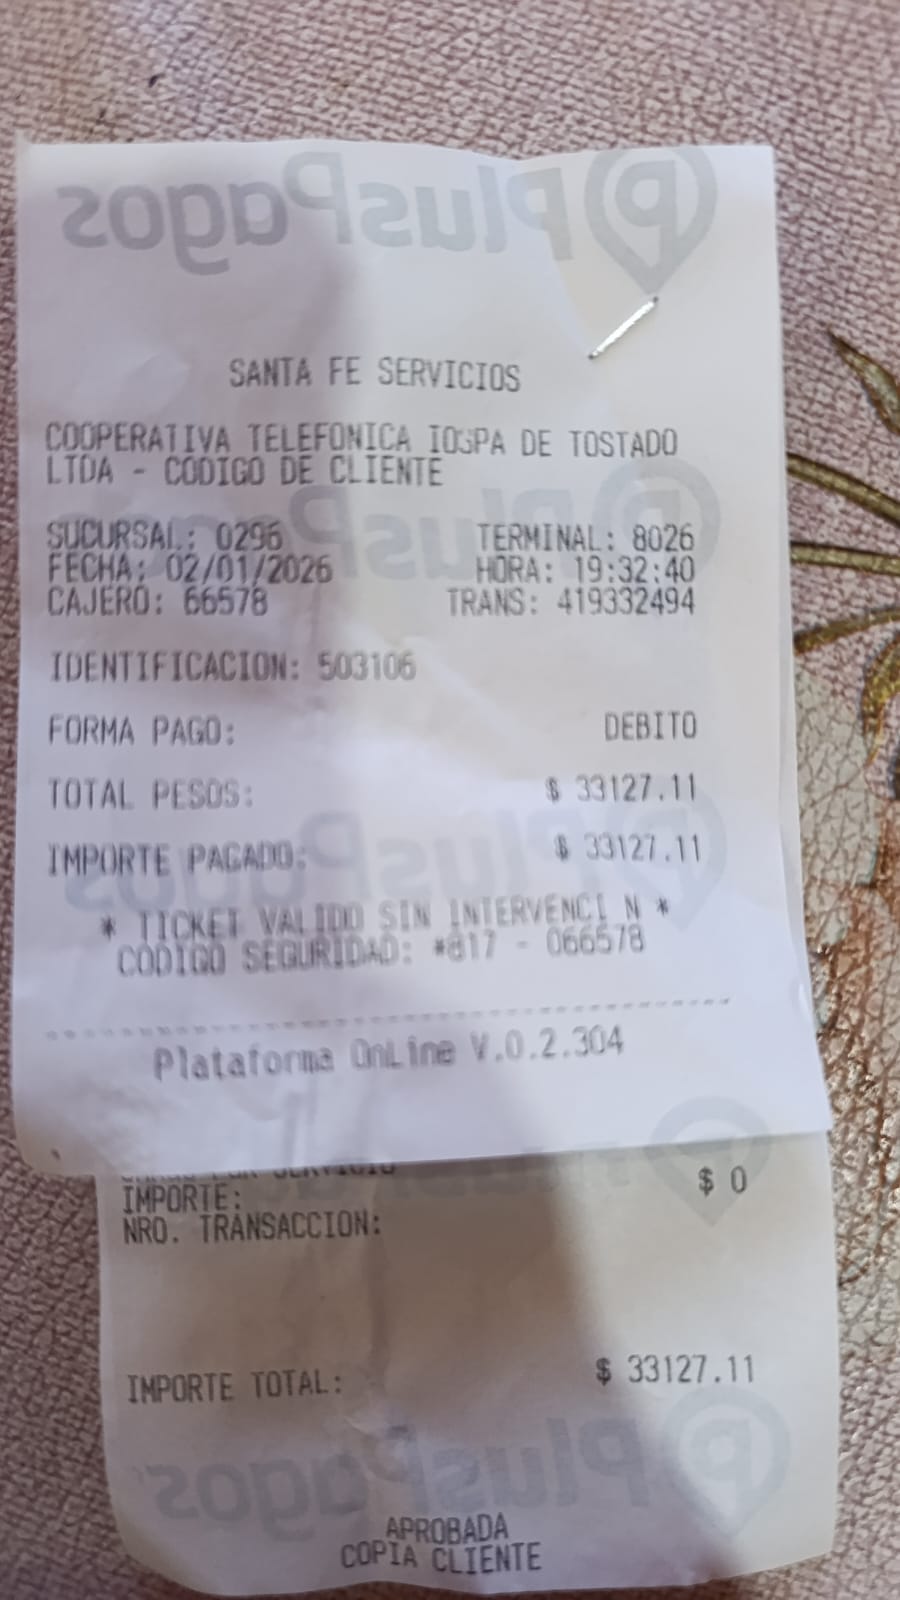 PlusPagos
SANTA FE SERVICIOS
COOPERATIVA TELEFONICA IOSPA DE TOSTADO
LTDA - CODIGO DE CLIENTE
PlusPagos
SUCURSAL: 0296 TERMINAL: 8026
FECHA: 02/01/2026 HORA: 19:32:40
CAJERO: 66578 TRANS: 419332494
IDENTIFICACION: 503106
FORMA PAGO: DEBITO
TOTAL PESOS: $ 33127.11
IMPORTE PAGADO: $ 33127.11
PlusPagos
* TICKET VALIDO SIN INTERVENCI N *
CODIGO SEGURIDAD: *817 - 066578
Plataforma OnLine V.0.2.304
SERVICIO
IMPORTE: $ 0
NRO. TRANSACCION:
IMPORTE TOTAL: $ 33127.11
PlusPagos
APROBADA
COPIA CLIENTE